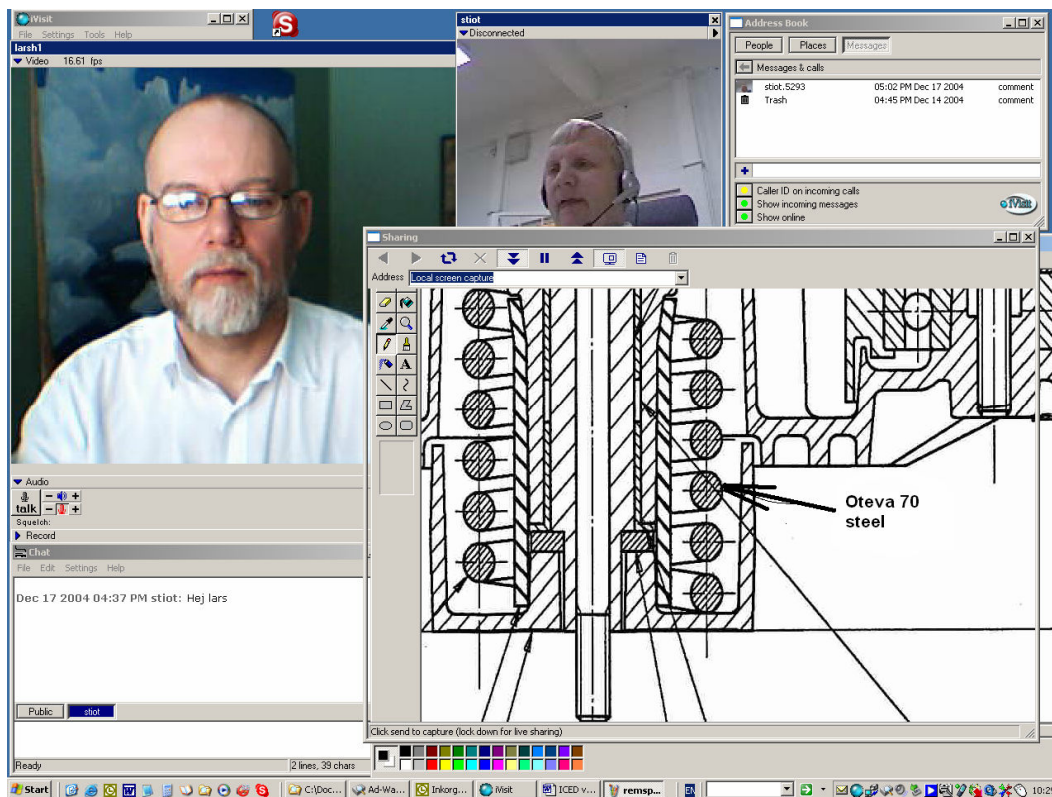 iVisit
File Settings Tools Help
larsh1
Video 16.61 fps
S
stiot
Disconnected
Address Book
People Places Messages
Messages & calls
stiot.5293 05:02 PM Dec 17 2004 comment
Trash 04:45 PM Dec 14 2004 comment
Caller ID on incoming calls
Show incoming messages
Show online
iVisit
Sharing
Address Local screen capture
A
Oteva 70
steel
Click send to capture (lock down for live sharing)
Audio
talk
Squelch:
Record
Chat
File Edit Settings Help
Dec 17 2004 04:37 PM stiot: Hej lars
Public stiot
Ready 2 lines, 39 chars
Start C:\Doc... Ad-Wa... Inkorg... iVisit ICED v... remsp... EN 10:29